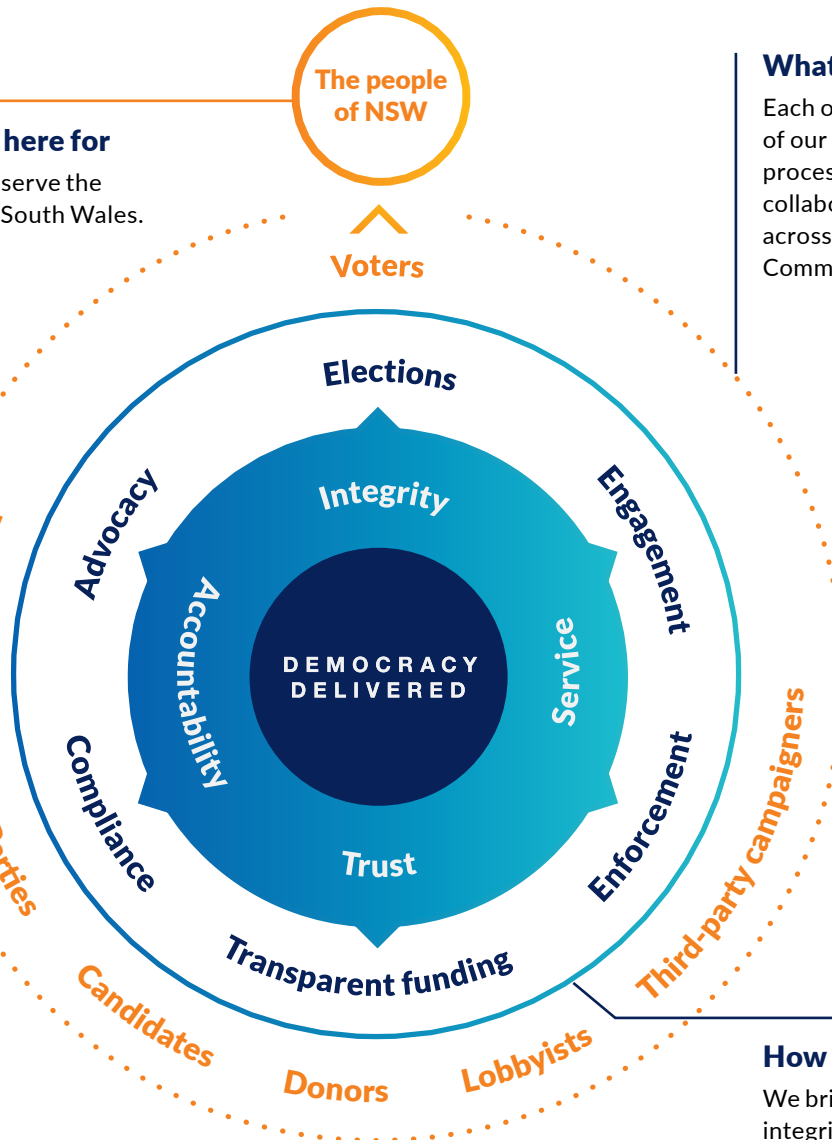 The people
of NSW
here for
serve the
South Wales.
What
Each o
of our
proces
collabo
across
Comm
Voters
Elections
Advocacy
Engagement
Integrity
Accountability
Service
DEMOCRACY
DELIVERED
Compliance
Enforcement
Trust
Transparent funding
Third-party campaigners
arties
Candidates
Donors
Lobbyists
How
We bri
integri